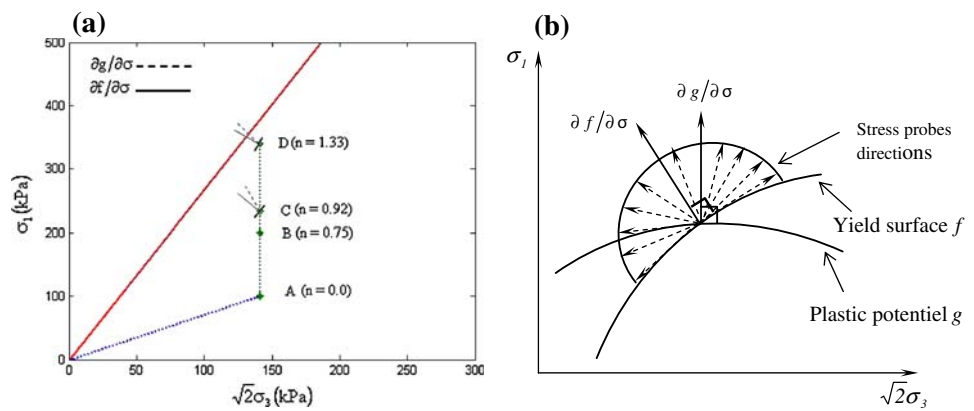 (a)
500
400
300
200
100
0
∂g/∂σ
∂f/∂σ
D (n = 1.33)
C (n = 0.92)
B (n = 0.75)
A (n = 0.0)
σ₁ (kPa)
0 50 100 150 200 250 300
√2σ₃ (kPa)
(b)
σ₁
∂ g/∂ σ
∂ f/∂ σ
Stress probes
directions
Yield surface f
Plastic potentiel g
√2σ₃